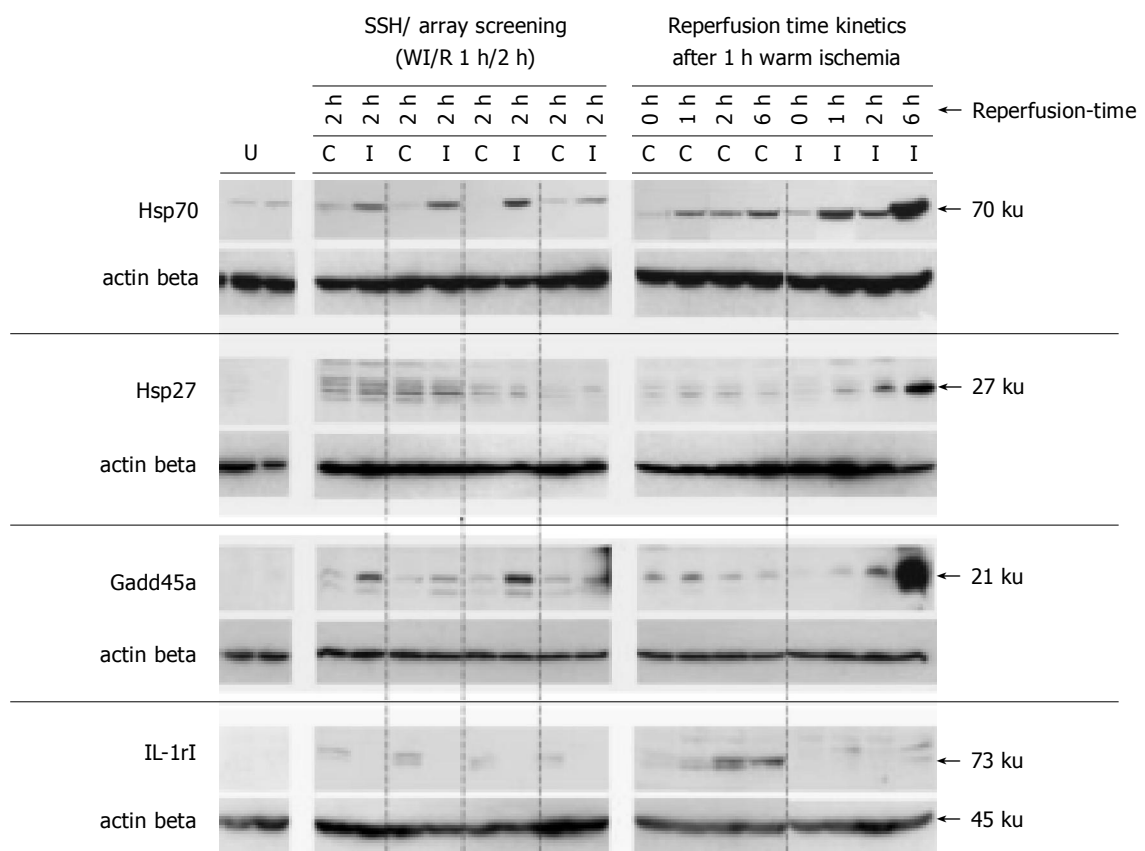 SSH/ array screening
(WI/R 1 h/2 h)
Reperfusion time kinetics
after 1 h warm ischemia
2 h 2 h 2 h 2 h 2 h 2 h 2 h 2 h 0 h 1 h 2 h 6 h 0 h 1 h 2 h 6 h ← Reperfusion-time
U C I C I C I C I C C C C I I I I
Hsp70 ← 70 ku
actin beta
Hsp27 ← 27 ku
actin beta
Gadd45a ← 21 ku
actin beta
IL-1rI ← 73 ku
actin beta ← 45 ku